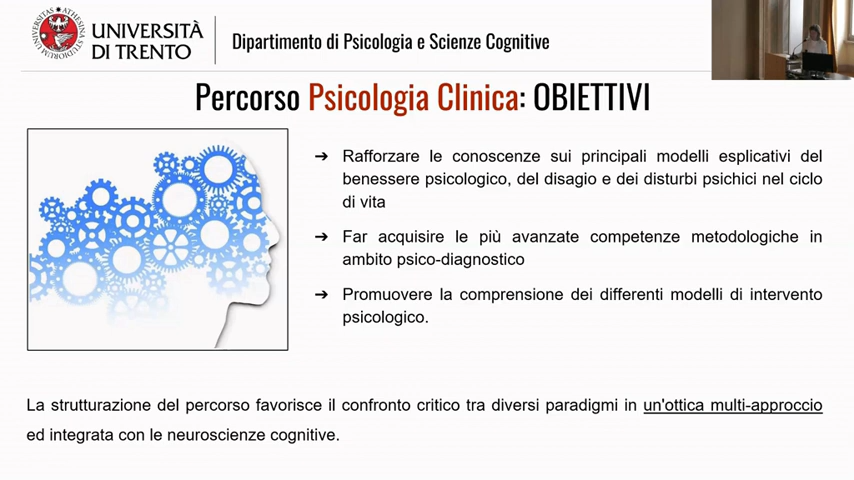 UNIVERSITÀ
DI TRENTO
Dipartimento di Psicologia e Scienze Cognitive
Percorso Psicologia Clinica: OBIETTIVI
➔ Rafforzare le conoscenze sui principali modelli esplicativi del
benessere psicologico, del disagio e dei disturbi psichici nel ciclo
di vita
➔ Far acquisire le più avanzate competenze metodologiche in
ambito psico-diagnostico
➔ Promuovere la comprensione dei differenti modelli di intervento
psicologico.
La strutturazione del percorso favorisce il confronto critico tra diversi paradigmi in un'ottica multi-approccio
ed integrata con le neuroscienze cognitive.